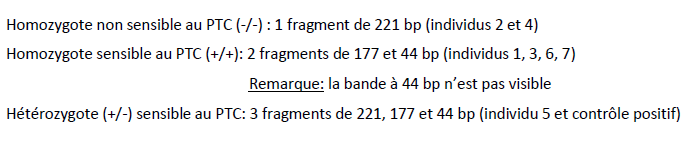 Homozygote non sensible au PTC (-/-) : 1 fragment de 221 bp (individus 2 et 4)
Homozygote sensible au PTC (+/+): 2 fragments de 177 et 44 bp (individus 1, 3, 6, 7)
Remarque: la bande à 44 bp n’est pas visible
Hétérozygote (+/-) sensible au PTC: 3 fragments de 221, 177 et 44 bp (individu 5 et contrôle positif)